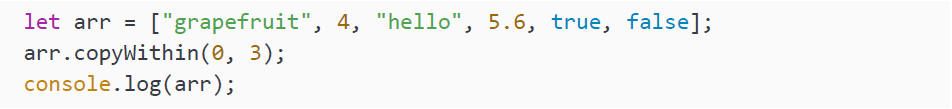 let arr = ["grapefruit", 4, "hello", 5.6, true, false];
arr.copyWithin(0, 3);
console.log(arr);